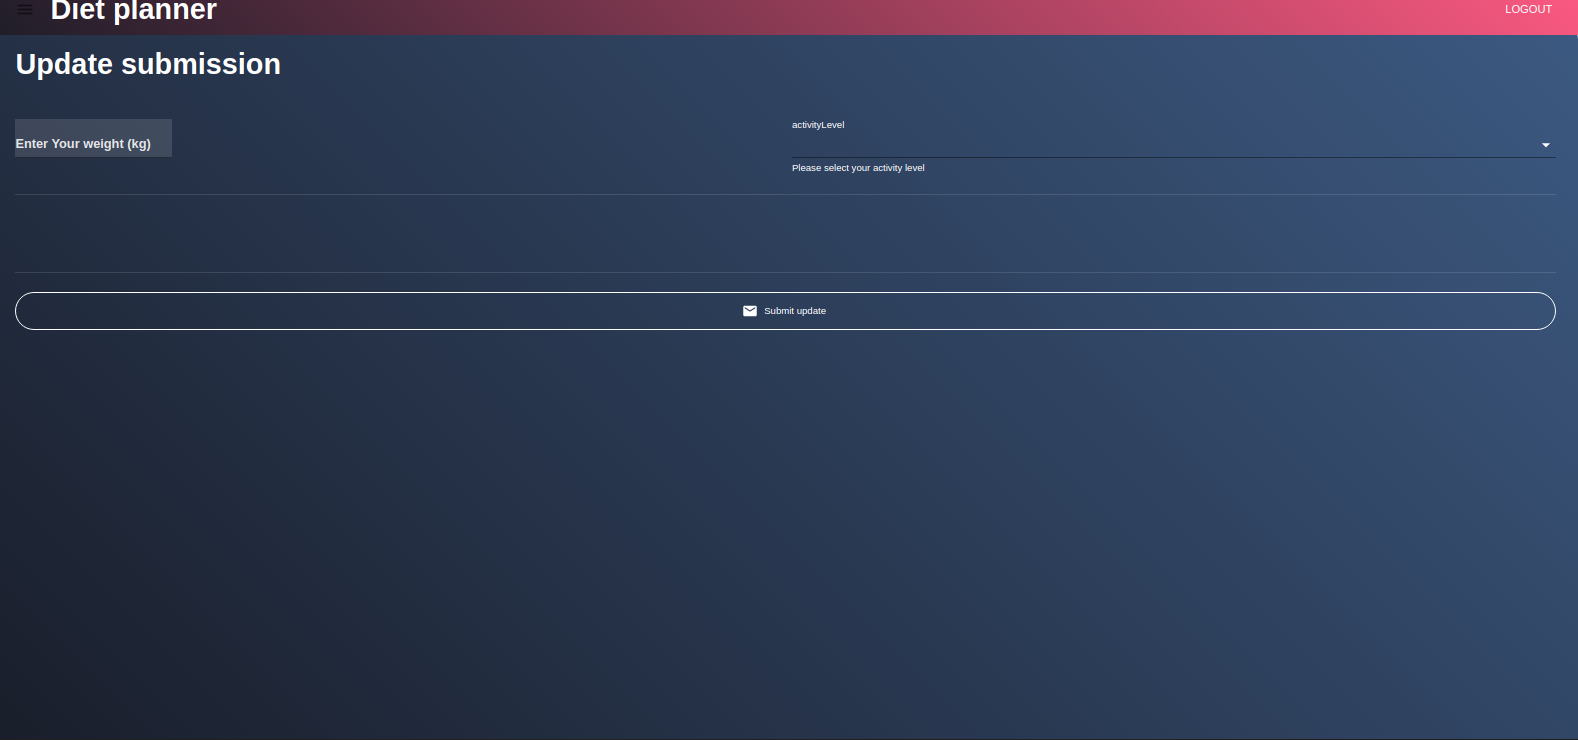 Diet planner
LOGOUT
Update submission
Enter Your weight (kg)
activityLevel
Please select your activity level
Submit update